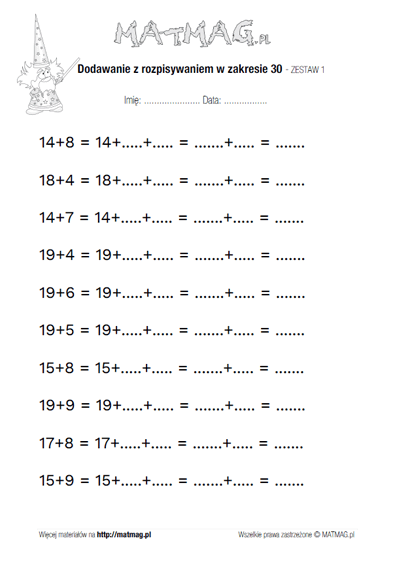 MATMAG.PL
Dodawanie z rozpisywaniem w zakresie 30 - ZESTAW 1
Imię: ...................... Data: .................
14+8 = 14+.....+..... = .......+..... = .......
18+4 = 18+.....+..... = .......+..... = .......
14+7 = 14+.....+..... = .......+..... = .......
19+4 = 19+.....+..... = .......+..... = .......
19+6 = 19+.....+..... = .......+..... = .......
19+5 = 19+.....+..... = .......+..... = .......
15+8 = 15+.....+..... = .......+..... = .......
19+9 = 19+.....+..... = .......+..... = .......
17+8 = 17+.....+..... = .......+..... = .......
15+9 = 15+.....+..... = .......+..... = .......
Więcej materiałów na http://matmag.pl Wszelkie prawa zastrzeżone © MATMAG.pl